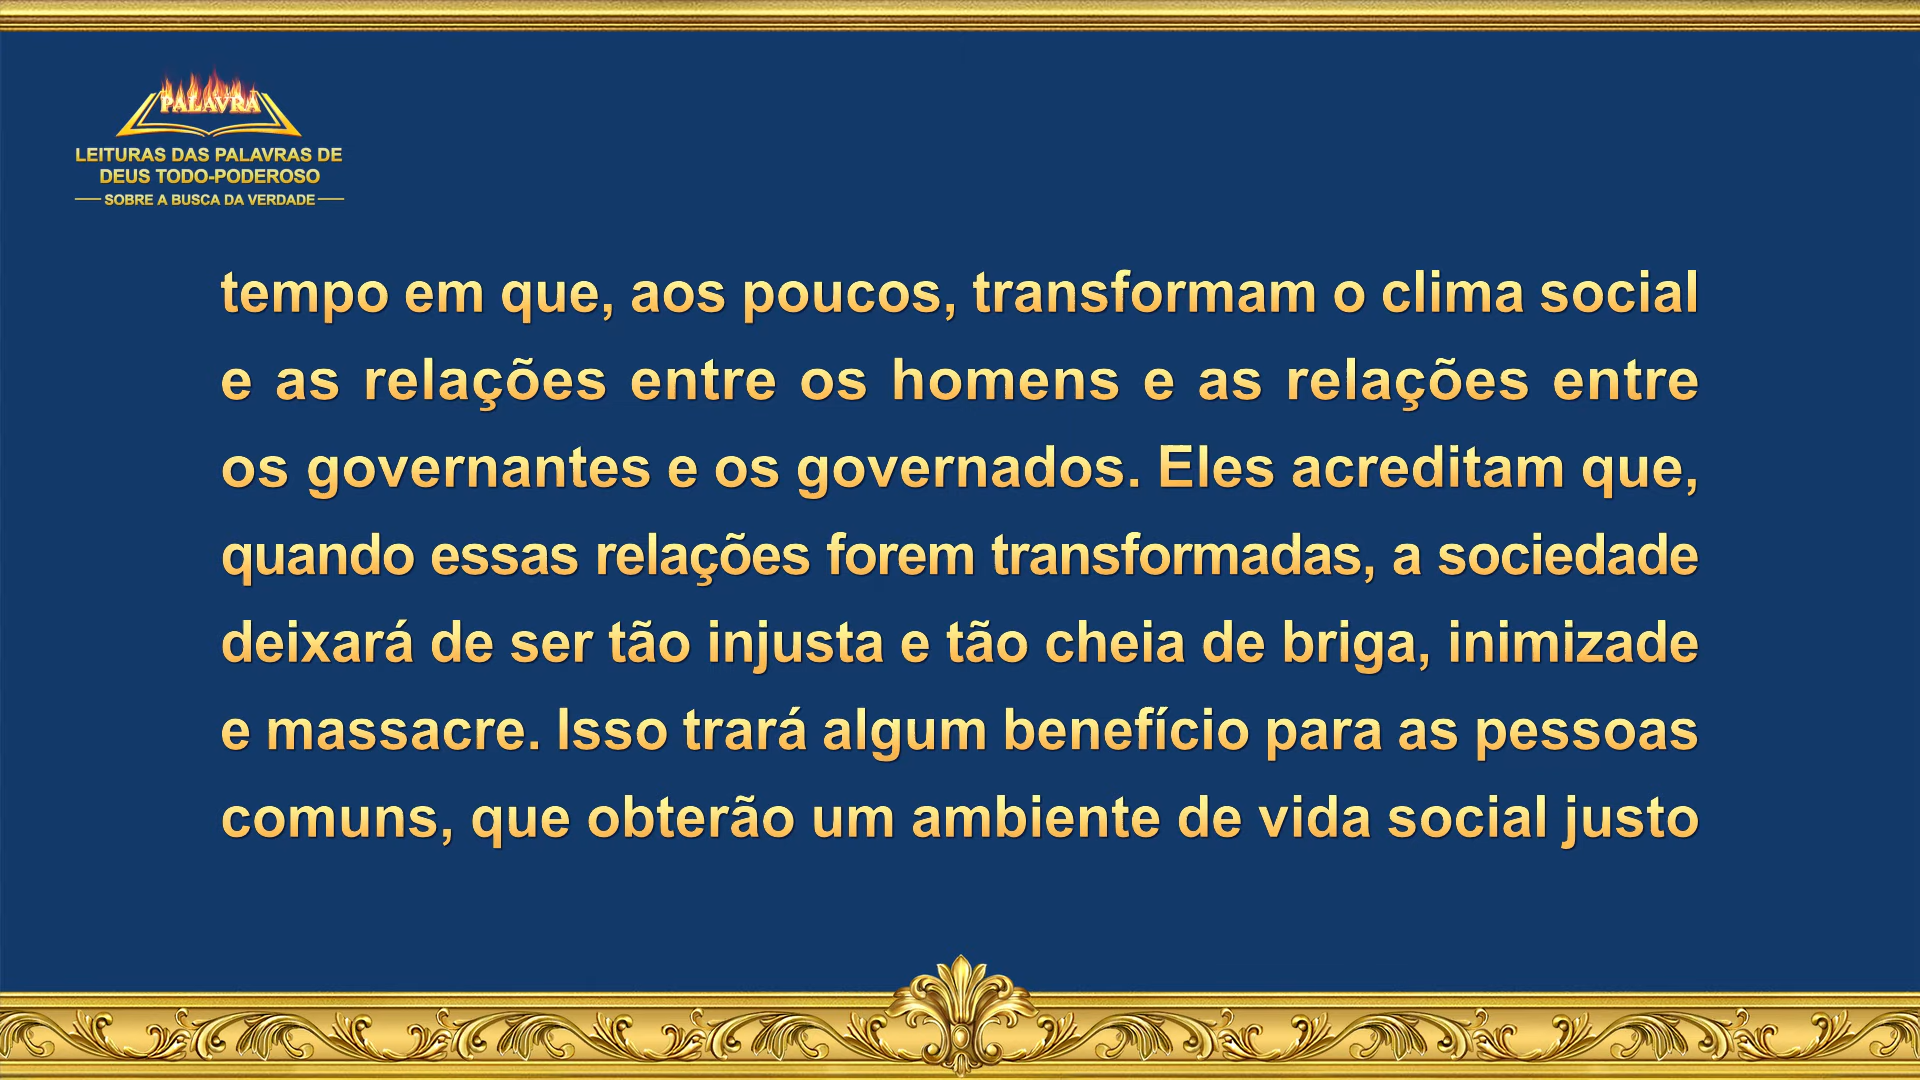 PALAVRA
LEITURAS DAS PALAVRAS DE
DEUS TODO-PODEROSO
SOBRE A BUSCA DA VERDADE
tempo em que, aos poucos, transformam o clima social
e as relações entre os homens e as relações entre
os governantes e os governados. Eles acreditam que,
quando essas relações forem transformadas, a sociedade
deixará de ser tão injusta e tão cheia de briga, inimizade
e massacre. Isso trará algum benefício para as pessoas
comuns, que obterão um ambiente de vida social justo